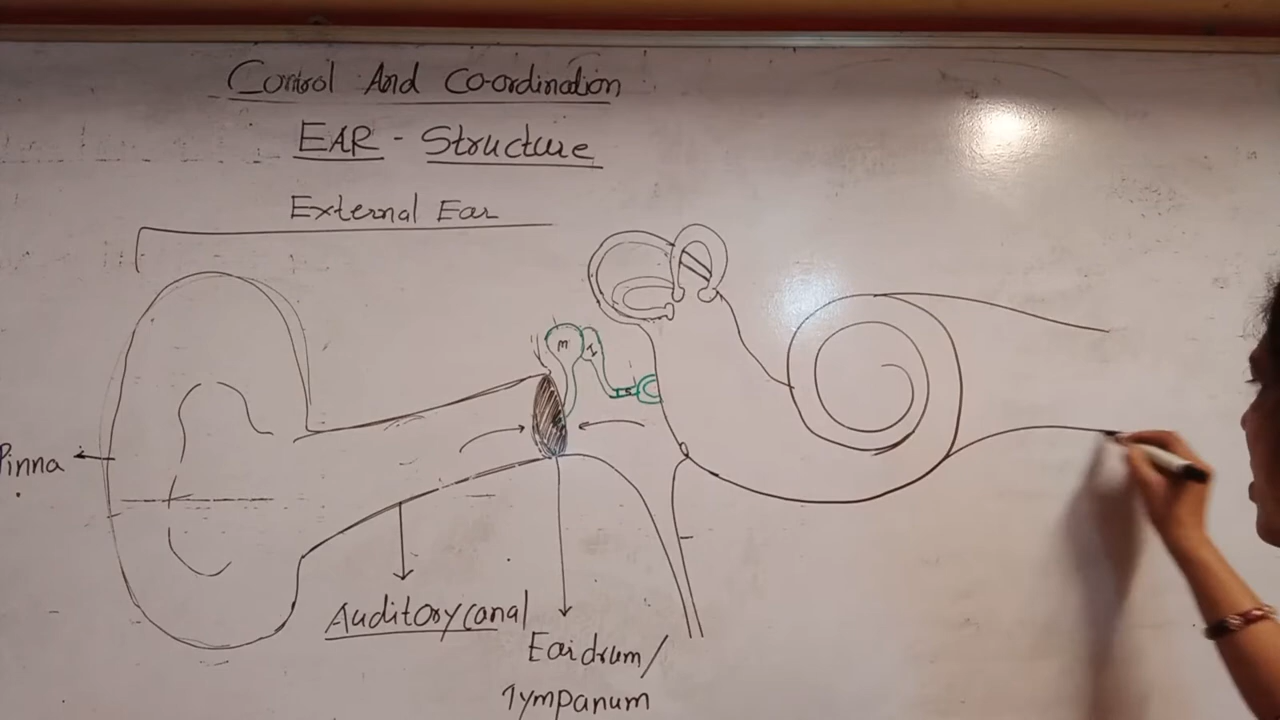 Control And Co-ordination
EAR - Structure
External Ear
M
I
S
Pinna
Auditory canal
Eardrum/
Tympanum